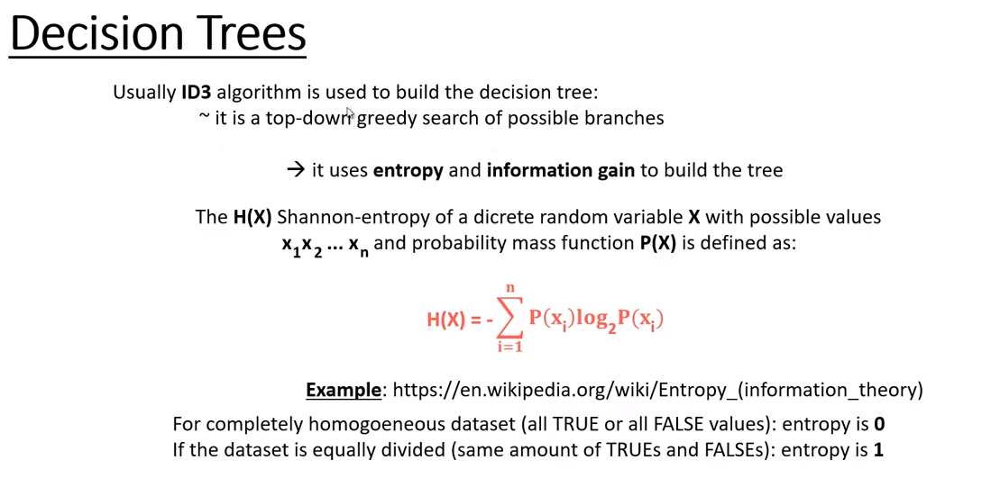 Decision Trees
Usually ID3 algorithm is used to build the decision tree:
~ it is a top-down greedy search of possible branches
→ it uses entropy and information gain to build the tree
The H(X) Shannon-entropy of a dicrete random variable X with possible values
x₁x₂ ... xₙ and probability mass function P(X) is defined as:
H(X) = - ∑ⁿᵢ₌₁ P(xᵢ)log₂P(xᵢ)
Example: https://en.wikipedia.org/wiki/Entropy_(information_theory)
For completely homogoeneous dataset (all TRUE or all FALSE values): entropy is 0
If the dataset is equally divided (same amount of TRUEs and FALSEs): entropy is 1